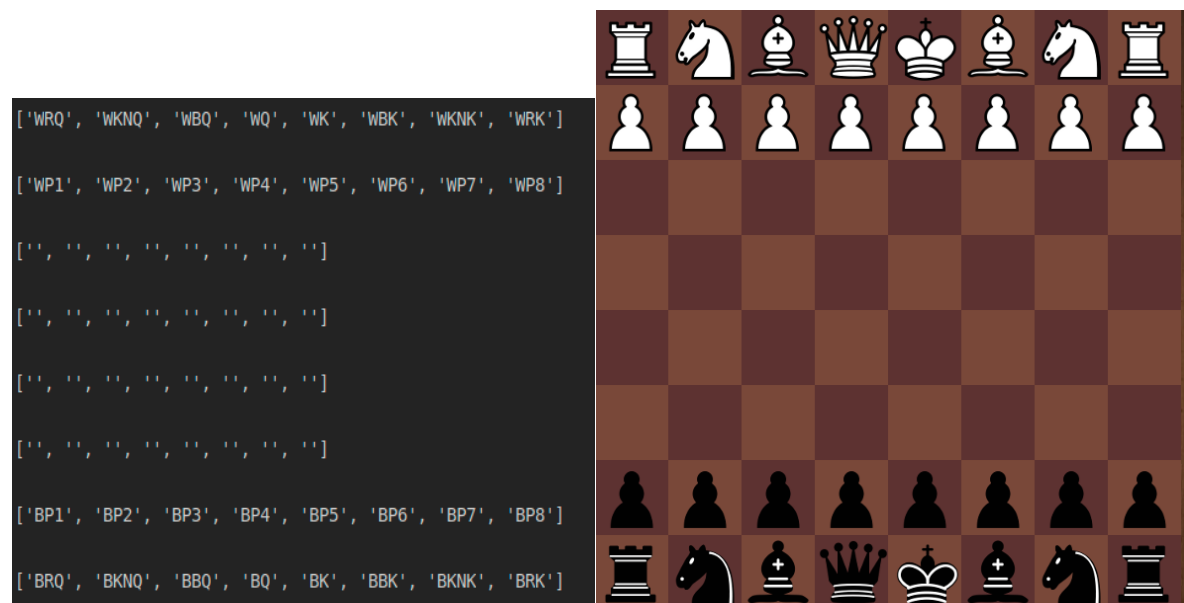 ['WRQ', 'WKNQ', 'WBQ', 'WQ', 'WK', 'WBK', 'WKNK', 'WRK']
['WP1', 'WP2', 'WP3', 'WP4', 'WP5', 'WP6', 'WP7', 'WP8']
['', '', '', '', '', '', '', '']
['', '', '', '', '', '', '', '']
['', '', '', '', '', '', '', '']
['', '', '', '', '', '', '', '']
['BP1', 'BP2', 'BP3', 'BP4', 'BP5', 'BP6', 'BP7', 'BP8']
['BRQ', 'BKNQ', 'BBQ', 'BQ', 'BK', 'BBK', 'BKNK', 'BRK']